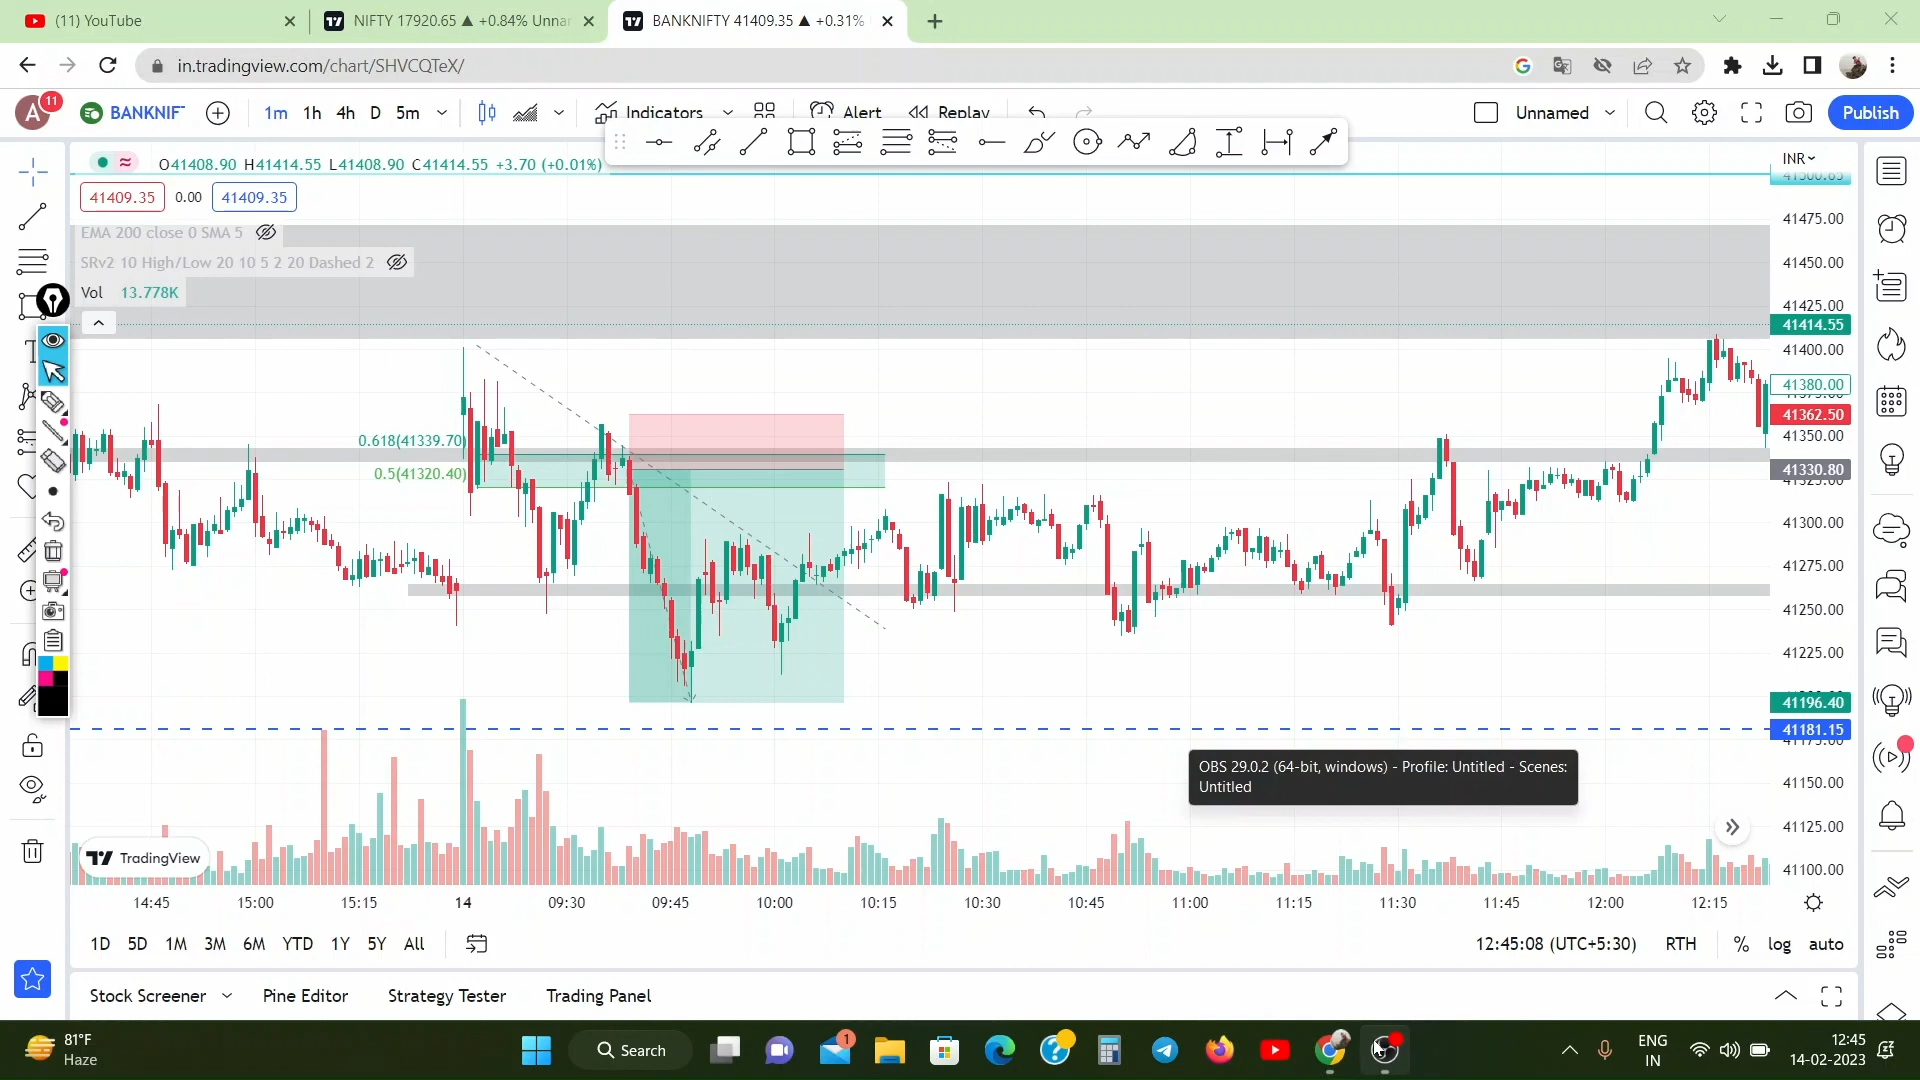 (11) YouTube
NIFTY 17920.65 ▲ +0.84% Unna
BANKNIFTY 41409.35 ▲ +0.31%
in.tradingview.com/chart/SHVCQTeX/
A 11
BANKNIF
1m 1h 4h D 5m
Indicators
Alert
Replay
Unnamed
Publish
O41408.90 H41414.55 L41408.90 C41414.55 +3.70 (+0.01%)
INR
41409.35 0.00 41409.35
EMA 200 close 0 SMA 5
SRv2 10 High/Low 20 10 5 2 20 Dashed 2
Vol 13.778K
41475.00
41450.00
41425.00
41414.55
41400.00
41380.00
41362.50
41350.00
41330.80
41325.00
41300.00
41275.00
41250.00
41225.00
41196.40
41181.15
41150.00
41125.00
41100.00
0.618(41339.70)
0.5(41320.40)
OBS 29.0.2 (64-bit, windows) - Profile: Untitled - Scenes:
Untitled
TradingView
14:45 15:00 15:15 14 09:30 09:45 10:00 10:15 10:30 10:45 11:00 11:15 11:30 11:45 12:00 12:15
1D 5D 1M 3M 6M YTD 1Y 5Y All
12:45:08 (UTC+5:30) RTH % log auto
Stock Screener Pine Editor Strategy Tester Trading Panel
81°F
Haze
Search
1
ENG
IN
12:45
14-02-2023